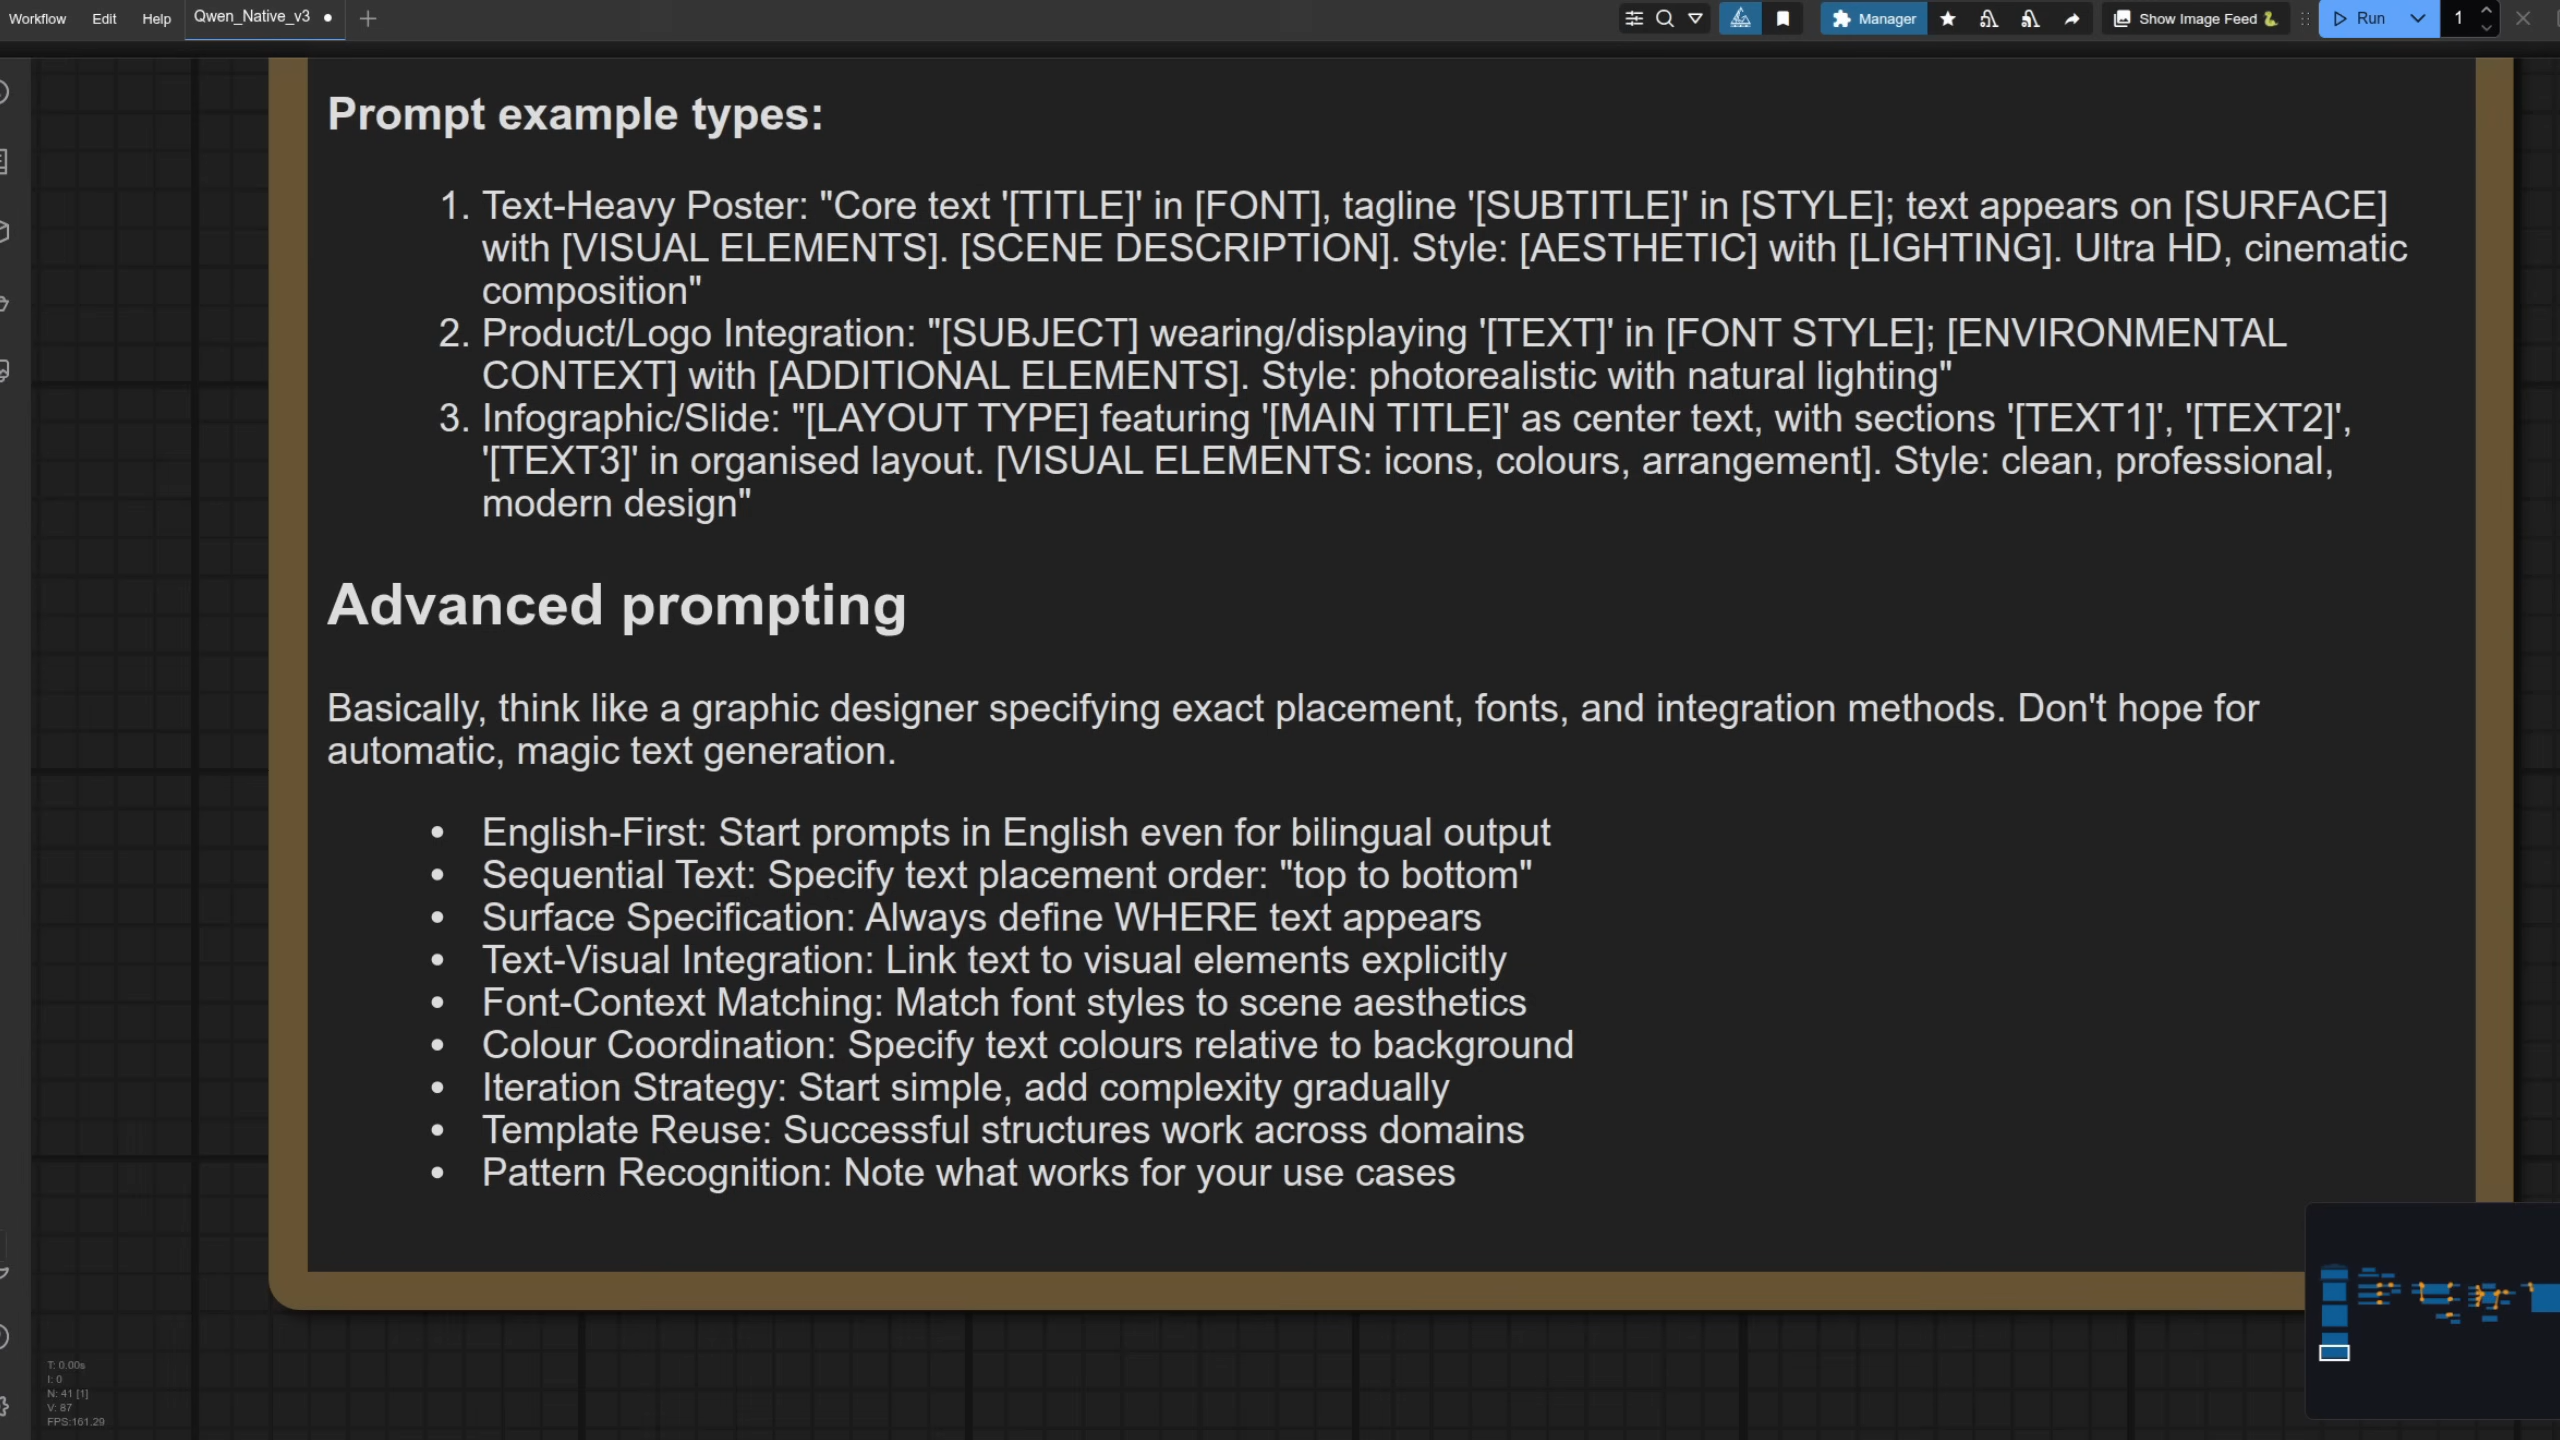 Workflow Edit Help Qwen_Native_v3 Manager Show Image Feed Run 1
Prompt example types:
1. Text-Heavy Poster: "Core text '[TITLE]' in [FONT], tagline '[SUBTITLE]' in [STYLE]; text appears on [SURFACE]
with [VISUAL ELEMENTS]. [SCENE DESCRIPTION]. Style: [AESTHETIC] with [LIGHTING]. Ultra HD, cinematic
composition"
2. Product/Logo Integration: "[SUBJECT] wearing/displaying '[TEXT]' in [FONT STYLE]; [ENVIRONMENTAL
CONTEXT] with [ADDITIONAL ELEMENTS]. Style: photorealistic with natural lighting"
3. Infographic/Slide: "[LAYOUT TYPE] featuring '[MAIN TITLE]' as center text, with sections '[TEXT1]', '[TEXT2]',
'[TEXT3]' in organised layout. [VISUAL ELEMENTS: icons, colours, arrangement]. Style: clean, professional,
modern design"
Advanced prompting
Basically, think like a graphic designer specifying exact placement, fonts, and integration methods. Don't hope for
automatic, magic text generation.
• English-First: Start prompts in English even for bilingual output
• Sequential Text: Specify text placement order: "top to bottom"
• Surface Specification: Always define WHERE text appears
• Text-Visual Integration: Link text to visual elements explicitly
• Font-Context Matching: Match font styles to scene aesthetics
• Colour Coordination: Specify text colours relative to background
• Iteration Strategy: Start simple, add complexity gradually
• Template Reuse: Successful structures work across domains
• Pattern Recognition: Note what works for your use cases
T: 0.00s
I: 0
N: 41 [1]
V: 87
FPS:161.29